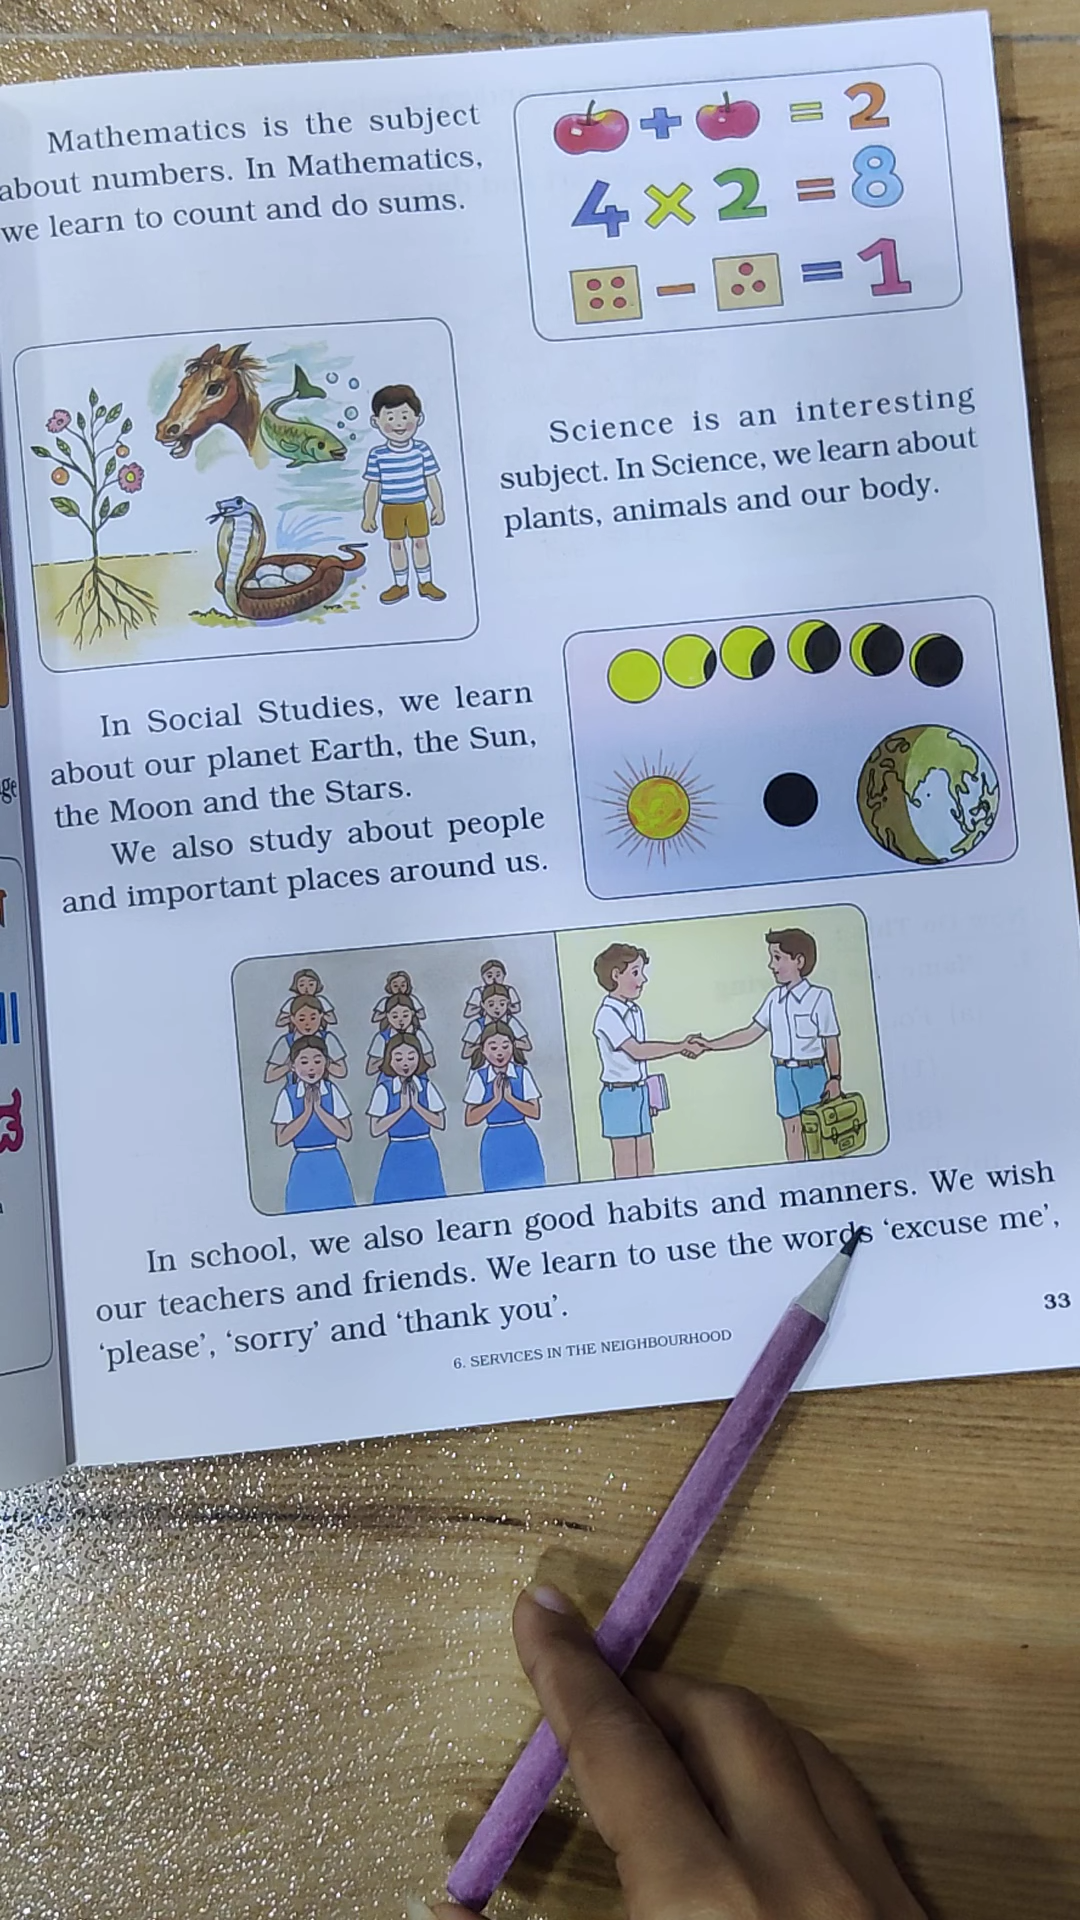 Mathematics is the subject
about numbers. In Mathematics,
we learn to count and do sums.
+ = 2
4 × 2 = 8
− = 1
Science is an interesting
subject. In Science, we learn about
plants, animals and our body.
In Social Studies, we learn
about our planet Earth, the Sun,
the Moon and the Stars.
We also study about people
and important places around us.
In school, we also learn good habits and manners. We wish
our teachers and friends. We learn to use the words ‘excuse me’,
‘please’, ‘sorry’ and ‘thank you’.
33
6. SERVICES IN THE NEIGHBOURHOOD